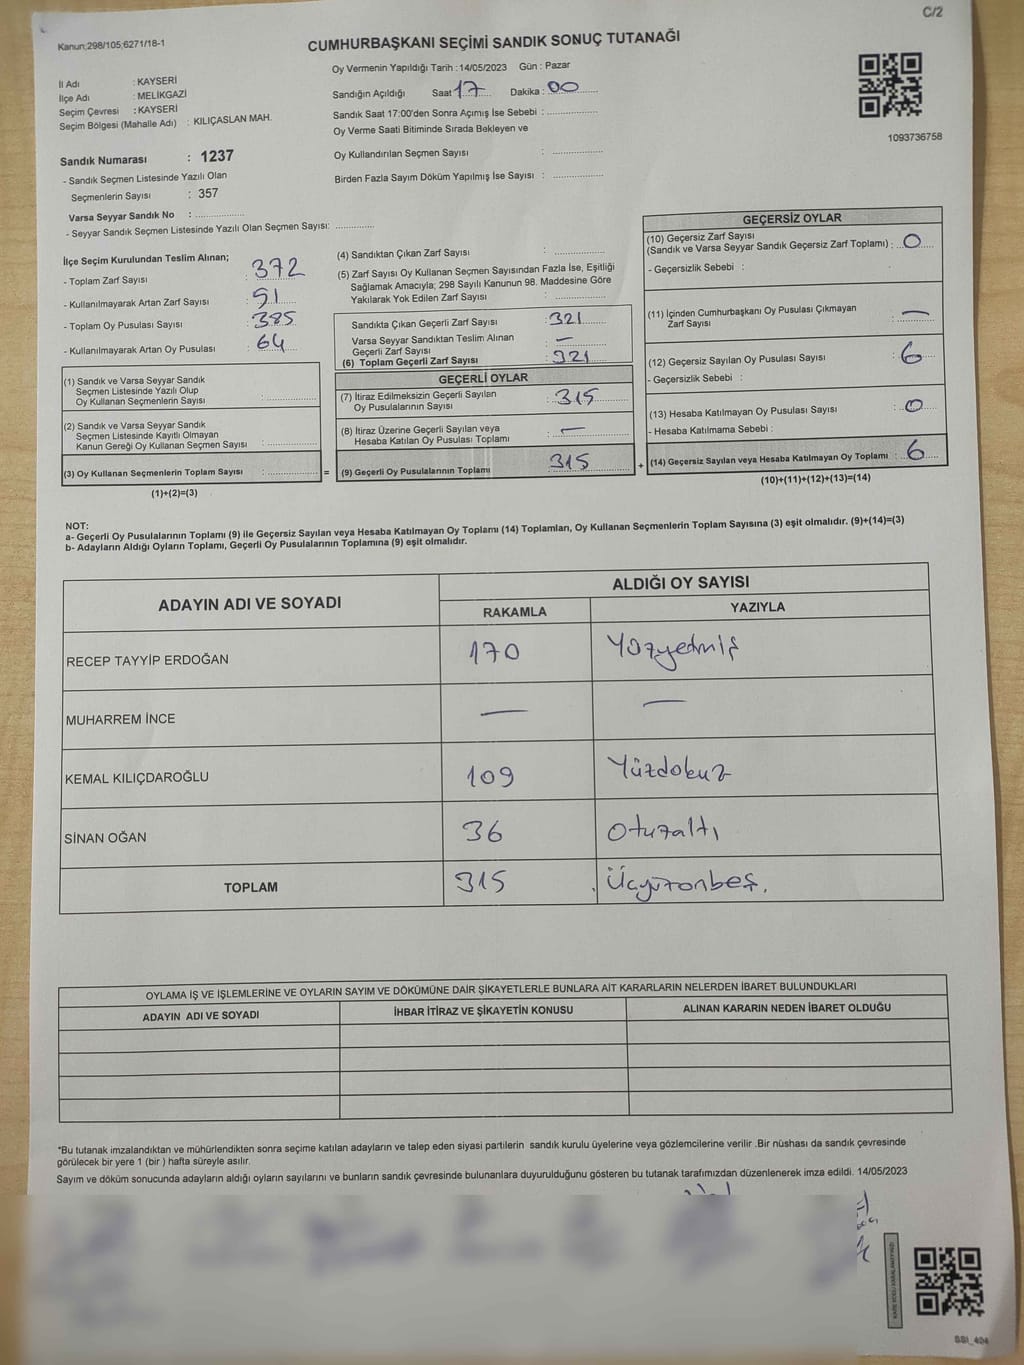 C/2
Kanun;298/105;6271/18-1
CUMHURBAŞKANI SEÇİMİ SANDIK SONUÇ TUTANAĞI
İl Adı : KAYSERİ
İlçe Adı : MELİKGAZİ
Seçim Çevresi : KAYSERİ
Seçim Bölgesi (Mahalle Adı) : KILIÇASLAN MAH.
Oy Vermenin Yapıldığı Tarih : 14/05/2023 Gün : Pazar
Sandığın Açıldığı Saat 17 Dakika : 00
Sandık Saat 17:00'den Sonra Açımış İse Sebebi :
Oy Verme Saati Bitiminde Sırada Bekleyen ve
Oy Kullandırılan Seçmen Sayısı :
Birden Fazla Sayım Döküm Yapılmış İse Sayısı :
1093736758
Sandık Numarası : 1237
- Sandık Seçmen Listesinde Yazılı Olan
Seçmenlerin Sayısı : 357
Varsa Seyyar Sandık No :
- Seyyar Sandık Seçmen Listesinde Yazılı Olan Seçmen Sayısı:
İlçe Seçim Kurulundan Teslim Alınan;
- Toplam Zarf Sayısı : 372
- Kullanılmayarak Artan Zarf Sayısı : 51
- Toplam Oy Pusulası Sayısı : 385
- Kullanılmayarak Artan Oy Pusulası : 64
(1) Sandık ve Varsa Seyyar Sandık
Seçmen Listesinde Yazılı Olup
Oy Kullanan Seçmenlerin Sayısı :
(2) Sandık ve Varsa Seyyar Sandık
Seçmen Listesinde Kayıtlı Olmayan
Kanun Gereği Oy Kullanan Seçmen Sayısı :
(3) Oy Kullanan Seçmenlerin Toplam Sayısı :
(1)+(2)=(3)
(4) Sandıktan Çıkan Zarf Sayısı :
(5) Zarf Sayısı Oy Kullanan Seçmen Sayısından Fazla İse, Eşitliği
Sağlamak Amacıyla; 298 Sayılı Kanunun 98. Maddesine Göre
Yakılarak Yok Edilen Zarf Sayısı :
Sandıkta Çıkan Geçerli Zarf Sayısı : 321
Varsa Seyyar Sandıktan Teslim Alınan
Geçerli Zarf Sayısı : —
(6) Toplam Geçerli Zarf Sayısı : 321
GEÇERLİ OYLAR
(7) İtiraz Edilmeksizin Geçerli Sayılan
Oy Pusulalarının Sayısı : 315
(8) İtiraz Üzerine Geçerli Sayılan veya
Hesaba Katılan Oy Pusulası Toplamı : —
= (9) Geçerli Oy Pusulalarının Toplamı : 315
GEÇERSİZ OYLAR
(10) Geçersiz Zarf Sayısı
(Sandık ve Varsa Seyyar Sandık Geçersiz Zarf Toplamı) : 0
- Geçersizlik Sebebi :
(11) İçinden Cumhurbaşkanı Oy Pusulası Çıkmayan
Zarf Sayısı : —
(12) Geçersiz Sayılan Oy Pusulası Sayısı : 6
- Geçersizlik Sebebi :
(13) Hesaba Katılmayan Oy Pusulası Sayısı : 0
- Hesaba Katılmama Sebebi :
+ (14) Geçersiz Sayılan veya Hesaba Katılmayan Oy Toplamı : 6
(10)+(11)+(12)+(13)=(14)
NOT:
a- Geçerli Oy Pusulalarının Toplamı (9) ile Geçersiz Sayılan veya Hesaba Katılmayan Oy Toplamı (14) Toplamları, Oy Kullanan Seçmenlerin Toplam Sayısına (3) eşit olmalıdır. (9)+(14)=(3)
b- Adayların Aldığı Oyların Toplamı, Geçerli Oy Pusulalarının Toplamına (9) eşit olmalıdır.
ADAYIN ADI VE SOYADI
ALDIĞI OY SAYISI
RAKAMLA YAZIYLA
RECEP TAYYİP ERDOĞAN 170 Yüzyetmiş
MUHARREM İNCE — —
KEMAL KILIÇDAROĞLU 109 Yüzdokuz
SİNAN OĞAN 36 Otuzaltı
TOPLAM 315 Üçyüzonbeş.
OYLAMA İŞ VE İŞLEMLERİNE VE OYLARIN SAYIM VE DÖKÜMÜNE DAİR ŞİKAYETLERLE BUNLARA AİT KARARLARIN NELERDEN İBARET BULUNDUKLARI
ADAYIN ADI VE SOYADI İHBAR İTİRAZ VE ŞİKAYETİN KONUSU ALINAN KARARIN NEDEN İBARET OLDUĞU
*Bu tutanak imzalandıktan ve mühürlendikten sonra seçime katılan adayların ve talep eden siyasi partilerin sandık kurulu üyelerine veya gözlemcilerine verilir .Bir nüshası da sandık çevresinde
görülecek bir yere 1 (bir ) hafta süreyle asılır.
Sayım ve döküm sonucunda adayların aldığı oyların sayılarını ve bunların sandık çevresinde bulunanlara duyurulduğunu gösteren bu tutanak tarafımızdan düzenlenerek imza edildi. 14/05/2023